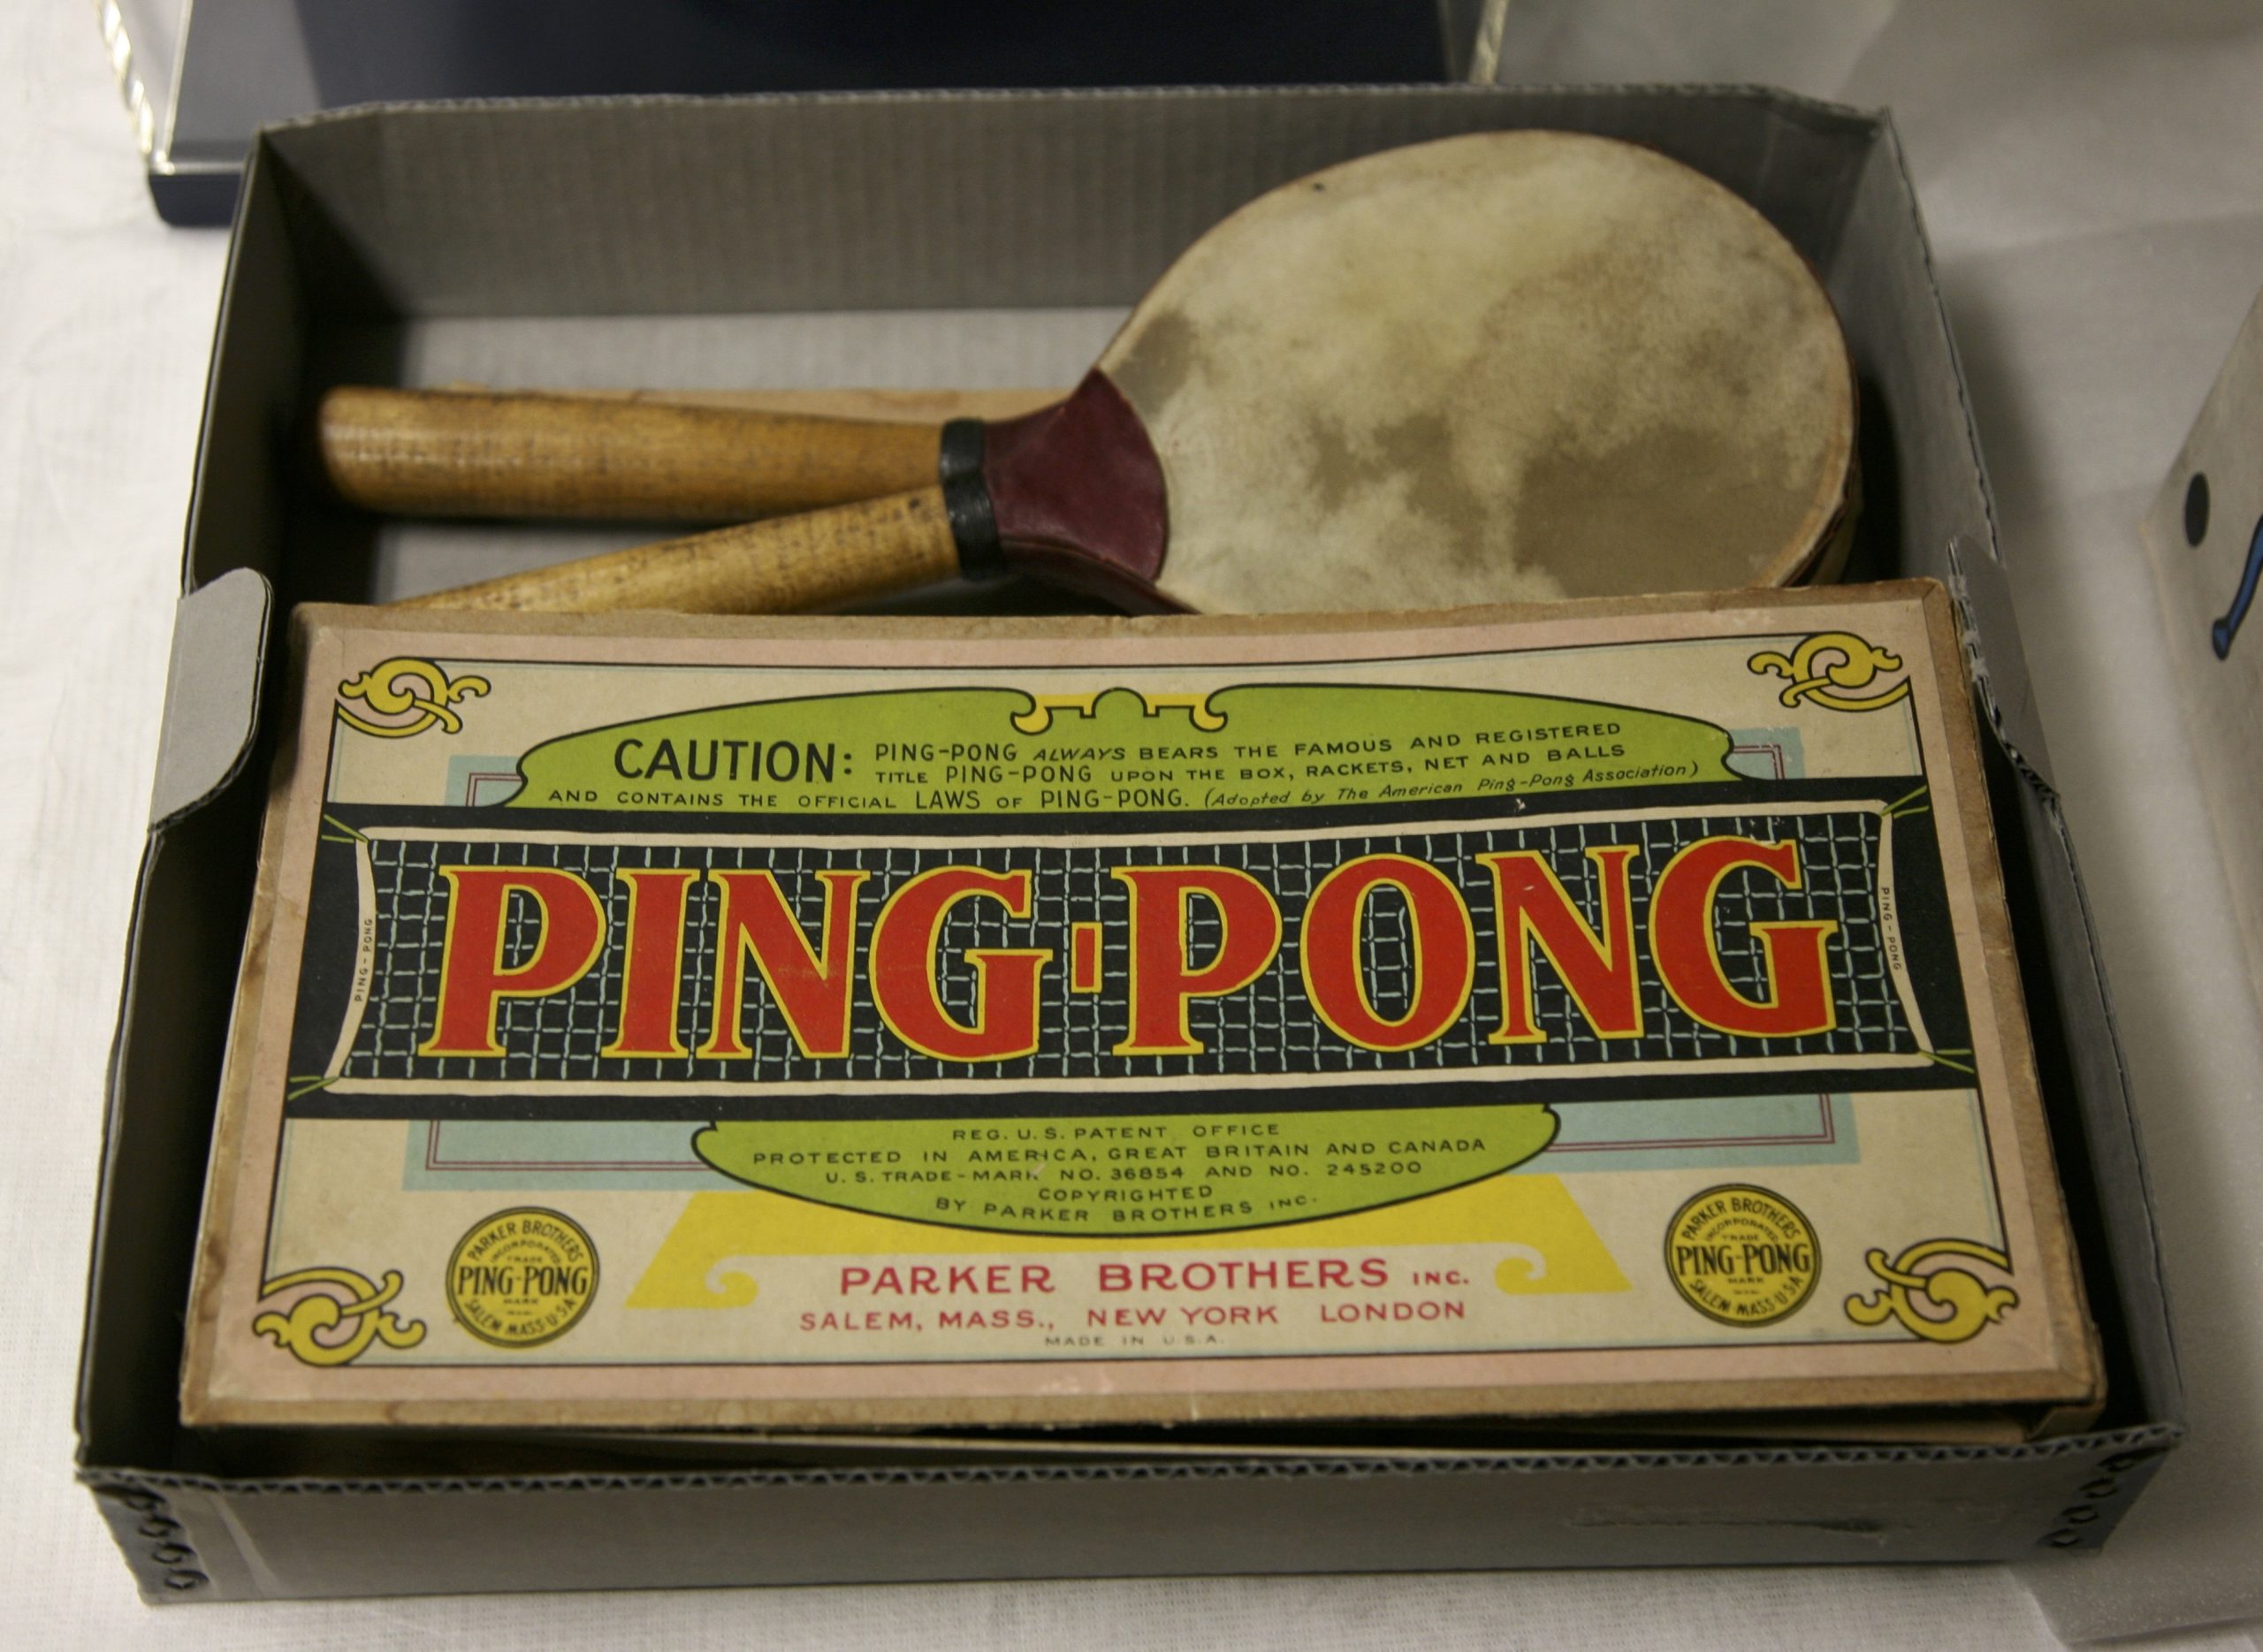 CAUTION: PING-PONG ALWAYS BEARS THE FAMOUS AND REGISTERED
TITLE PING-PONG UPON THE BOX, RACKETS, NET AND BALLS
AND CONTAINS THE OFFICIAL LAWS OF PING-PONG. (Adopted by The American Ping-Pong Association)
PING-PONG
PING-PONG
PING-PONG
REG. U.S. PATENT OFFICE
PROTECTED IN AMERICA, GREAT BRITAIN AND CANADA
U.S. TRADE-MARK NO. 36854 AND NO. 245200
COPYRIGHTED
BY PARKER BROTHERS INC.
PARKER BROTHERS INC.
SALEM, MASS., NEW YORK LONDON
MADE IN U.S.A.
PARKER BROTHERS
INCORPORATED
TRADE
PING-PONG
MARK
SALEM MASS U·S·A
PARKER BROTHERS
INCORPORATED
TRADE
PING-PONG
MARK
SALEM MASS U·S·A